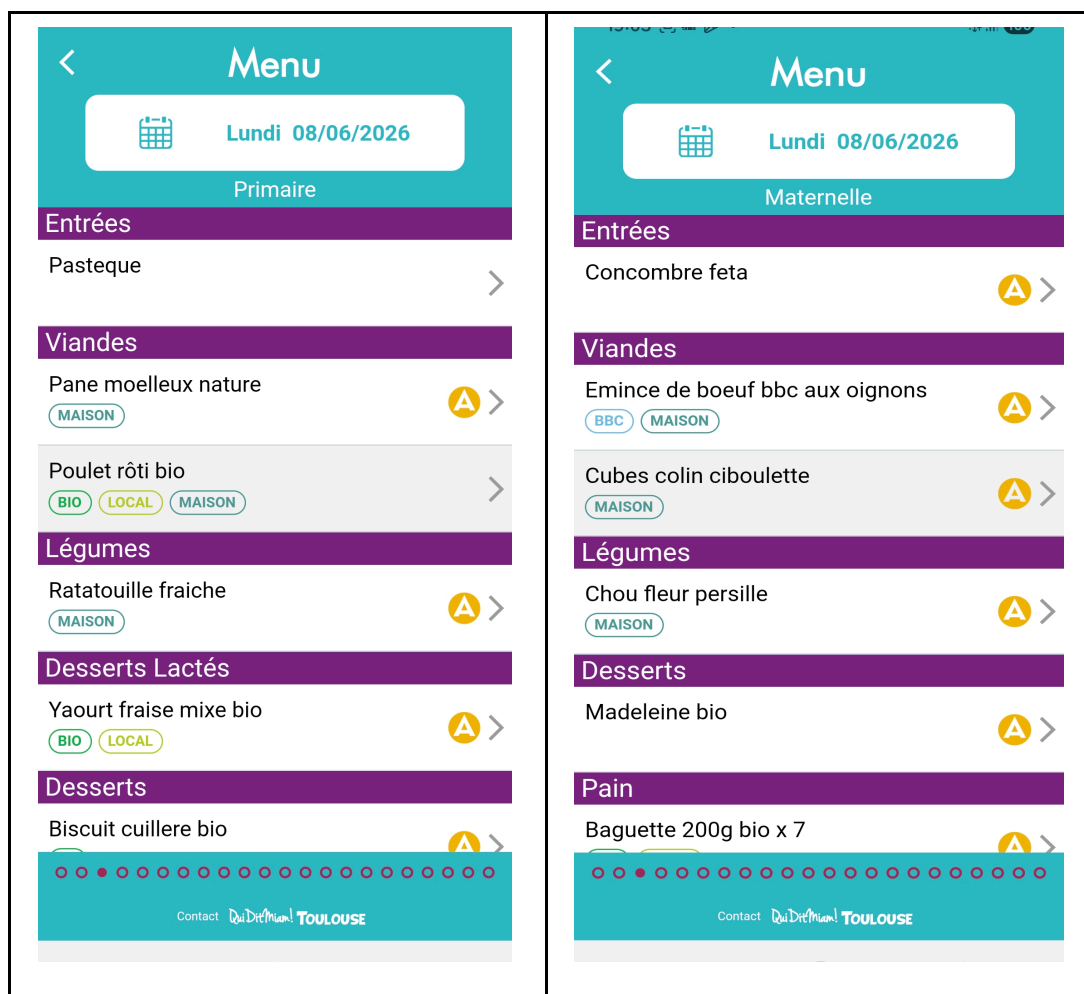 Menu
Lundi 08/06/2026
Primaire
Entrées
Pasteque
Viandes
Pane moelleux nature
MAISON
A
Poulet rôti bio
BIO LOCAL MAISON
Légumes
Ratatouille fraiche
MAISON
A
Desserts Lactés
Yaourt fraise mixe bio
BIO LOCAL
A
Desserts
Biscuit cuillere bio
A
Contact QuiDitMiam! TOULOUSE
Menu
Lundi 08/06/2026
Maternelle
Entrées
Concombre feta
A
Viandes
Emince de boeuf bbc aux oignons
BBC MAISON
A
Cubes colin ciboulette
MAISON
A
Légumes
Chou fleur persille
MAISON
A
Desserts
Madeleine bio
A
Pain
Baguette 200g bio x 7
A
Contact QuiDitMiam! TOULOUSE